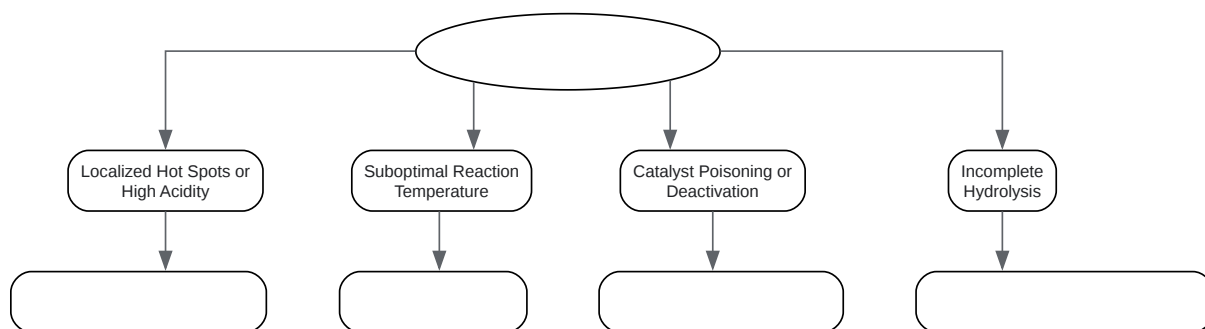 Localized Hot Spots or
High Acidity
Suboptimal Reaction
Temperature
Catalyst Poisoning or
Deactivation
Incomplete
Hydrolysis